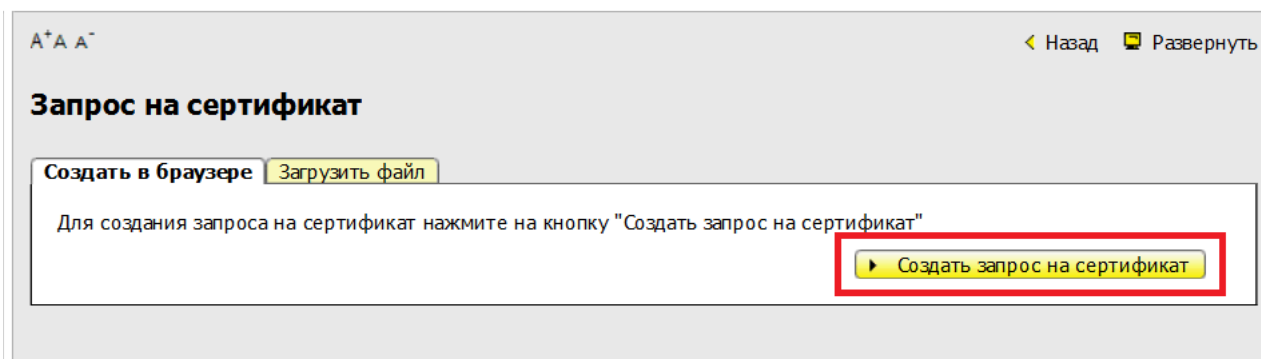 A+A A-
Назад Развернуть
Запрос на сертификат
Создать в браузере Загрузить файл
Для создания запроса на сертификат нажмите на кнопку "Создать запрос на сертификат"
Создать запрос на сертификат